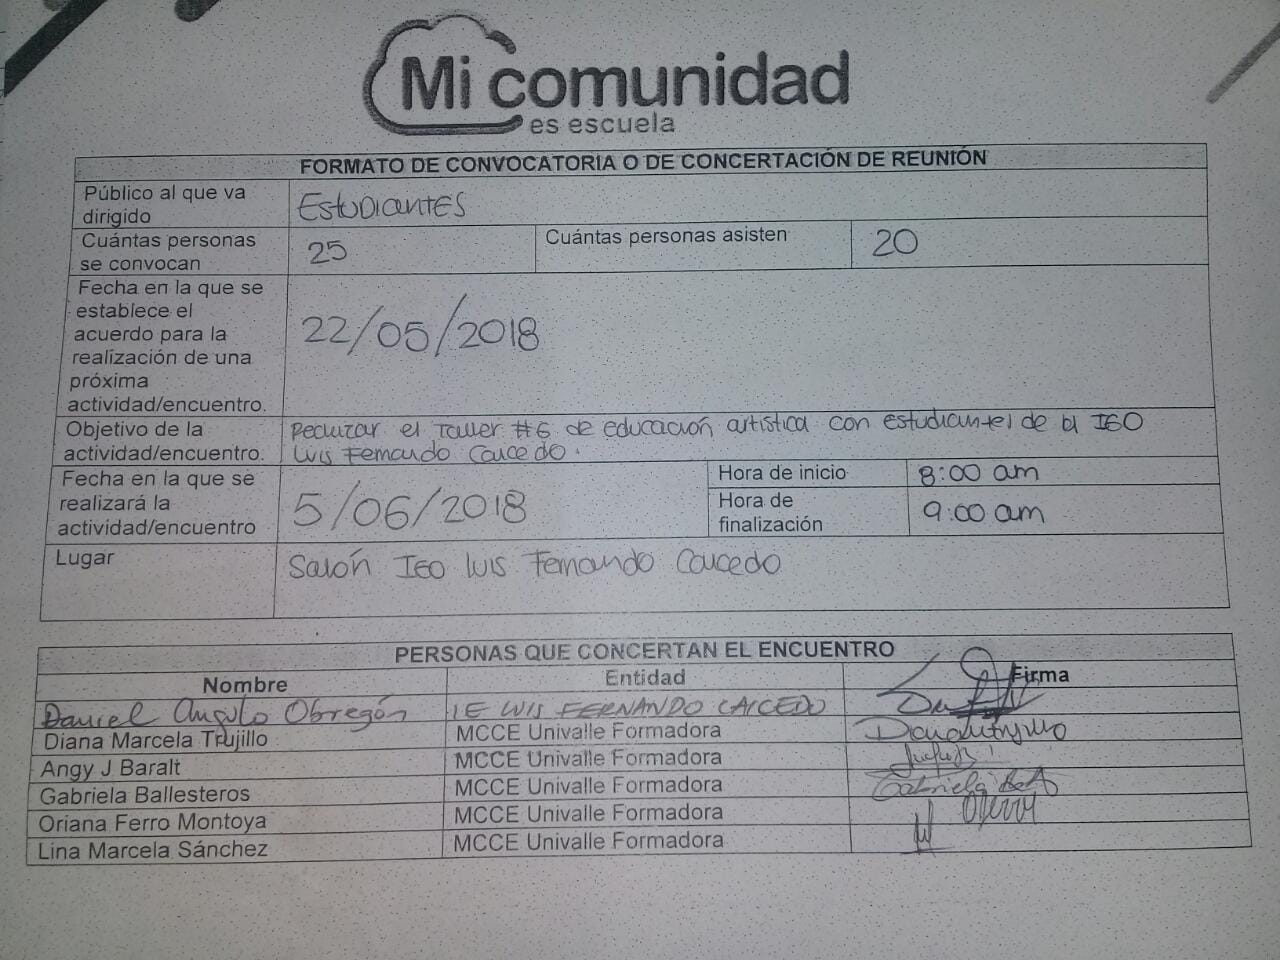 Mi comunidad
es escuela
FORMATO DE CONVOCATORIA O DE CONCERTACIÓN DE REUNIÓN
Público al que va
dirigido
EstudiantES
Cuántas personas
se convocan
25
Cuántas personas asisten
20
Fecha en la que se
establece el
acuerdo para la
realización de una
próxima
actividad/encuentro.
22/05/2018
Objetivo de la
actividad/encuentro.
Realizar el Taller #6 de educación artística con estudiantes de la IEO
Luis Fernando Caicedo.
Fecha en la que se
realizará la
actividad/encuentro
5/06/2018
Hora de inicio
8:00 am
Hora de
finalización
9:00 am
Lugar
Salón IEO Luis Fernando Caicedo
PERSONAS QUE CONCERTAN EL ENCUENTRO
Nombre Entidad Firma
Daniel Angulo Obregón IE LUIS FERNANDO CAICEDO
Diana Marcela Trujillo MCCE Univalle Formadora
Angy J Baralt MCCE Univalle Formadora
Gabriela Ballesteros MCCE Univalle Formadora Gabriela
Oriana Ferro Montoya MCCE Univalle Formadora
Lina Marcela Sánchez MCCE Univalle Formadora